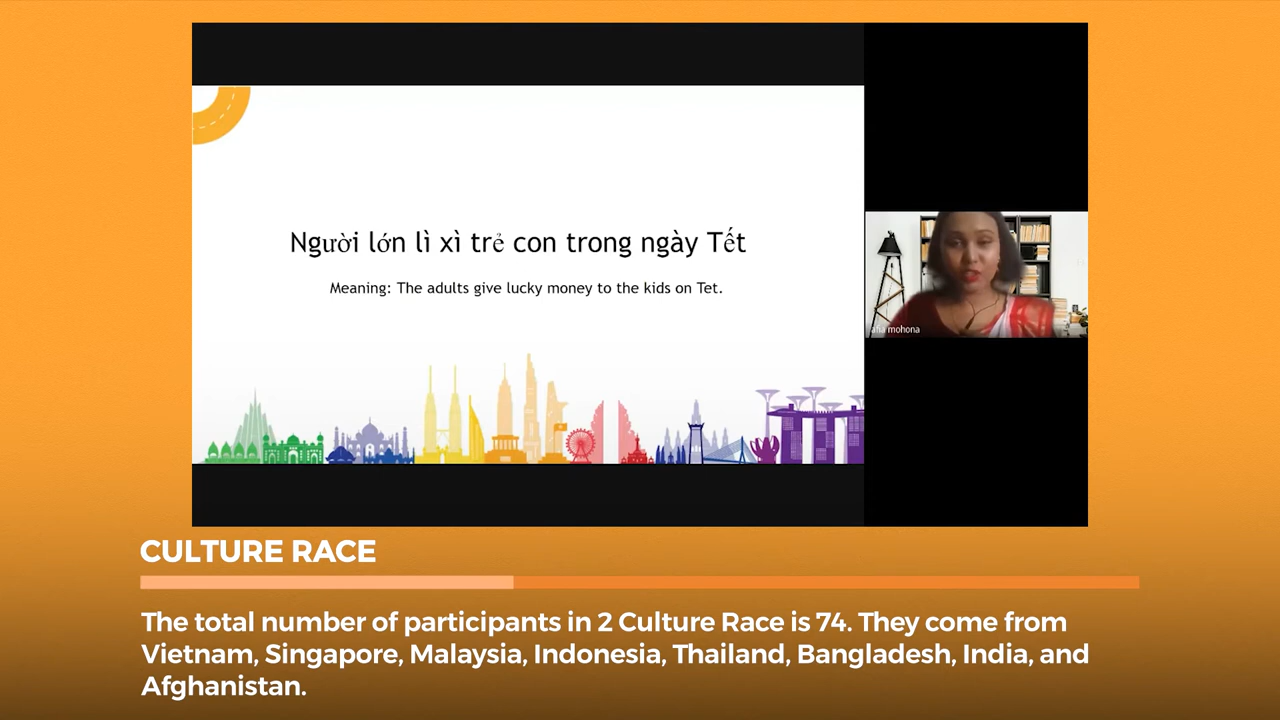 Người lớn lì xì trẻ con trong ngày Tết
Meaning: The adults give lucky money to the kids on Tet.
afia mohona
CULTURE RACE
The total number of participants in 2 Culture Race is 74. They come from
Vietnam, Singapore, Malaysia, Indonesia, Thailand, Bangladesh, India, and
Afghanistan.